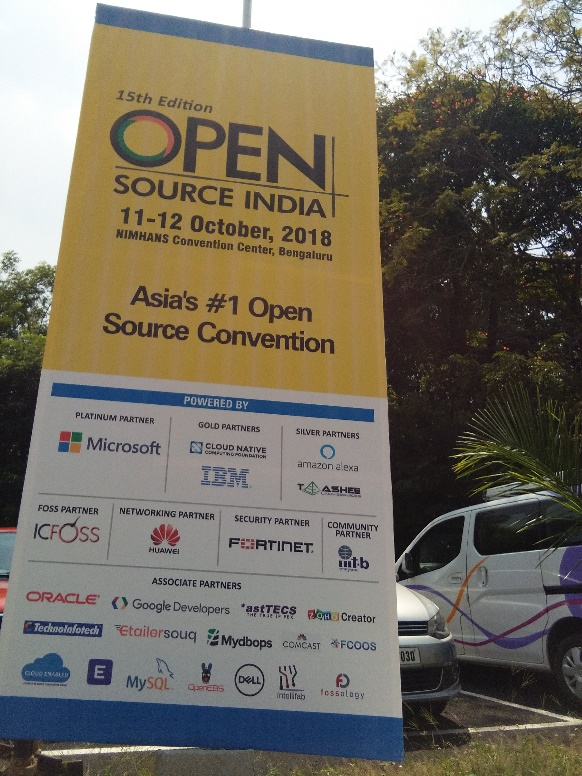 15th Edition
OPEN
SOURCE INDIA
11-12 October, 2018
NIMHANS Convention Center, Bengaluru
Asia's #1 Open
Source Convention
POWERED BY
PLATINUM PARTNER
Microsoft
GOLD PARTNERS
CLOUD NATIVE
COMPUTING FOUNDATION
IBM
SILVER PARTNERS
amazon alexa
FOSS PARTNER
ICFOSS
NETWORKING PARTNER
HUAWEI
SECURITY PARTNER
FORTINET
COMMUNITY
PARTNER
ASSOCIATE PARTNERS
ORACLE
Google Developers
*astTECS
ZOHO Creator
TechnoInfotech
Etailersouq
Mydbops
COMCAST
FCOOS
CLOUD ENABLED
E
MySQL
OpenEBS
DELL
intellifab
fossology